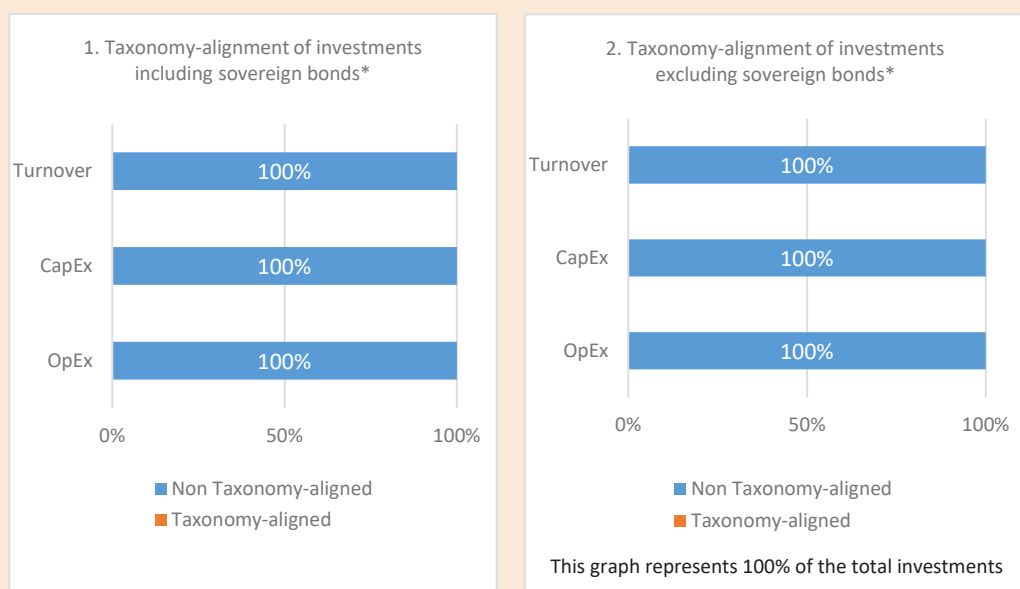 1. Taxonomy-alignment of investments
including sovereign bonds*
Turnover
100%
CapEx
100%
OpEx
100%
0%
50%
100%
Non Taxonomy-aligned
Taxonomy-aligned
2. Taxonomy-alignment of investments
excluding sovereign bonds*
Turnover
100%
CapEx
100%
OpEx
100%
0%
50%
100%
Non Taxonomy-aligned
Taxonomy-aligned
This graph represents 100% of the total investments